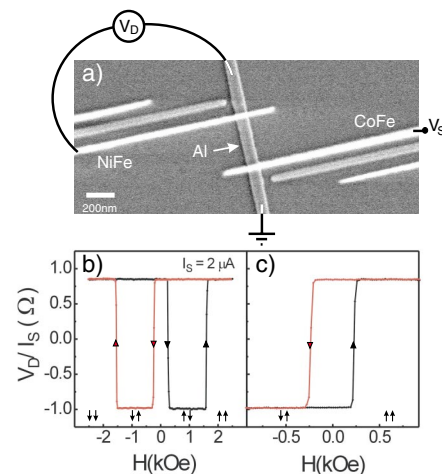 V_D
a)
CoFe
V_S
NiFe
Al
200nm
b)
I_S = 2 μA
c)
V_D / I_S (Ω)
1.0
0.5
0.0
-0.5
-1.0
-2 -1 0 1 2
-0.5 0.0 0.5
H(kOe)
H(kOe)